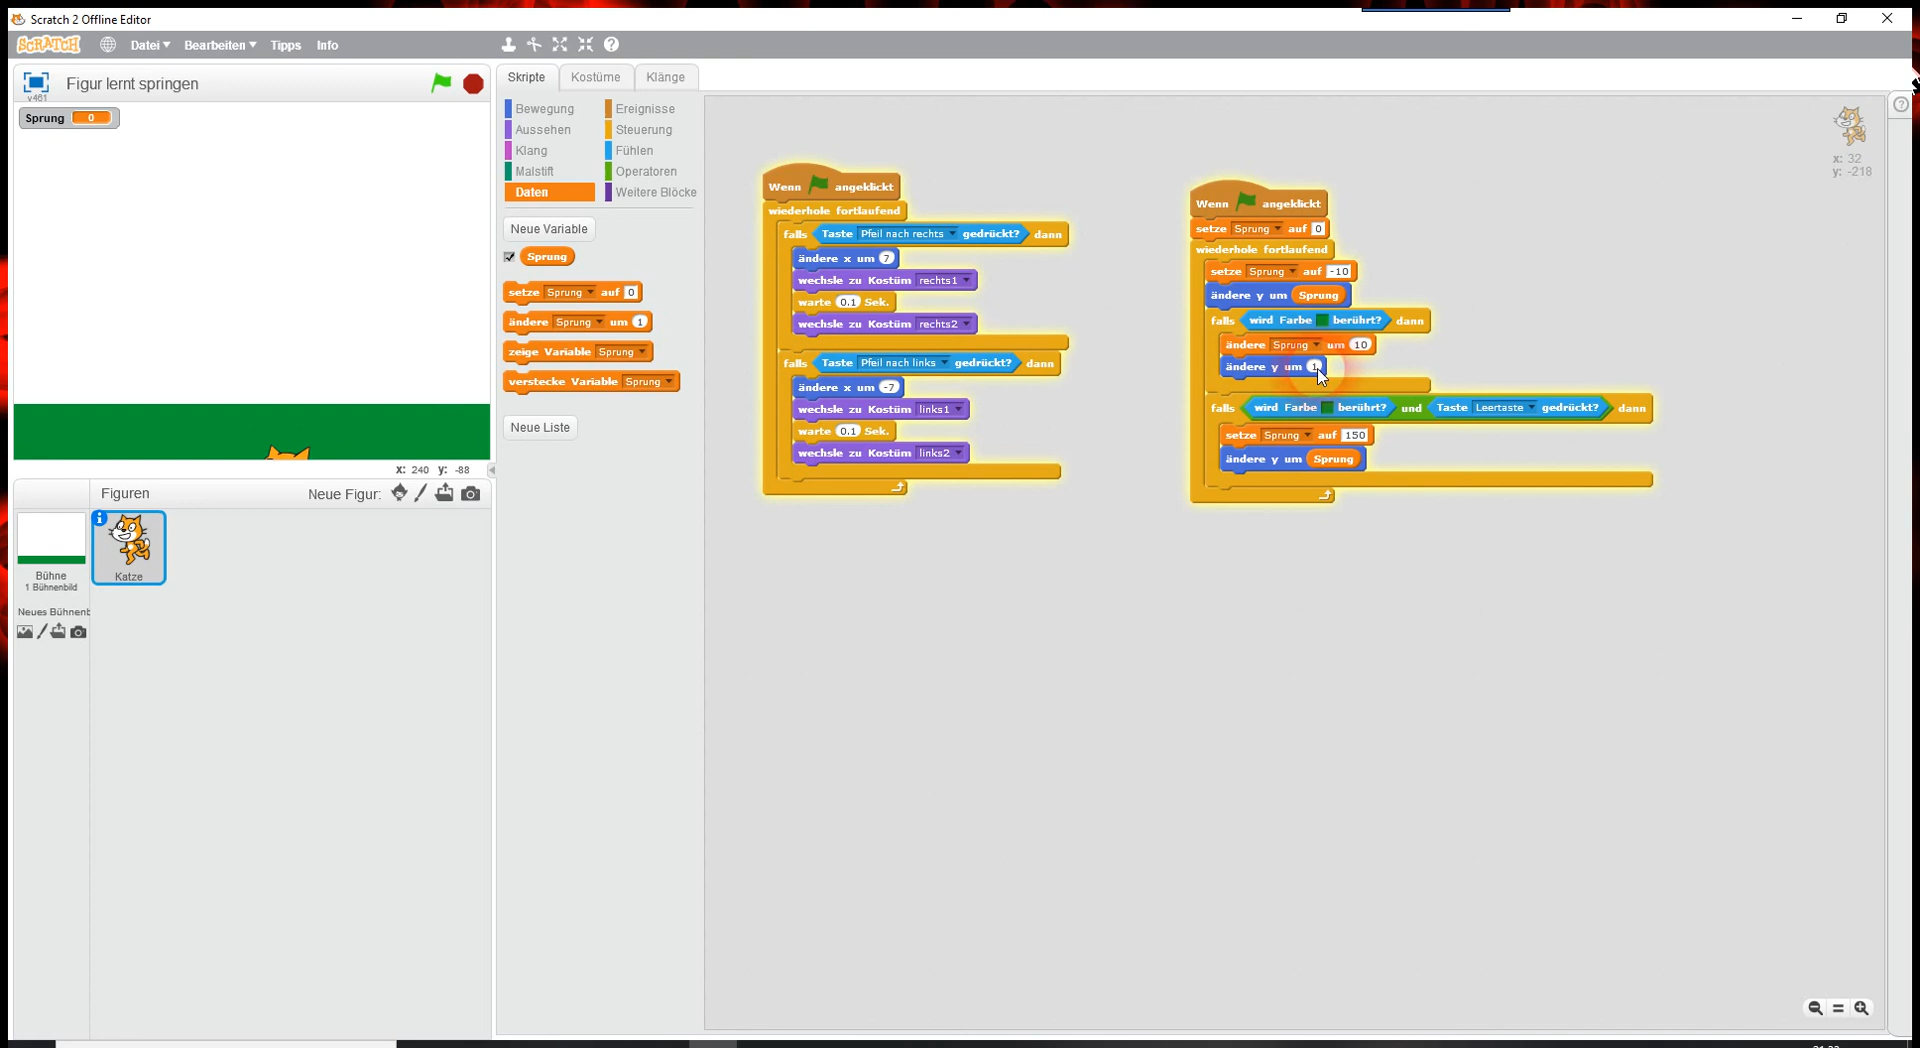 Scratch 2 Offline Editor
SCRATCH Datei Bearbeiten Tipps Info
v461 Figur lernt springen
Sprung 0
x: 240 y: -88
Figuren Neue Figur:
Bühne
1 Bühnenbild
Katze
Neues Bühnenb
Skripte Kostüme Klänge
Bewegung Ereignisse
Aussehen Steuerung
Klang Fühlen
Malstift Operatoren
Daten Weitere Blöcke
Neue Variable
Sprung
setze Sprung auf 0
ändere Sprung um 1
zeige Variable Sprung
verstecke Variable Sprung
Neue Liste
Wenn angeklickt
wiederhole fortlaufend
falls Taste Pfeil nach rechts gedrückt? dann
ändere x um 7
wechsle zu Kostüm rechts1
warte 0.1 Sek.
wechsle zu Kostüm rechts2
falls Taste Pfeil nach links gedrückt? dann
ändere x um -7
wechsle zu Kostüm links1
warte 0.1 Sek.
wechsle zu Kostüm links2
Wenn angeklickt
setze Sprung auf 0
wiederhole fortlaufend
setze Sprung auf -10
ändere y um Sprung
falls wird Farbe berührt? dann
ändere Sprung um 10
ändere y um 1
falls wird Farbe berührt? und Taste Leertaste gedrückt? dann
setze Sprung auf 150
ändere y um Sprung
x: 32
y: -218